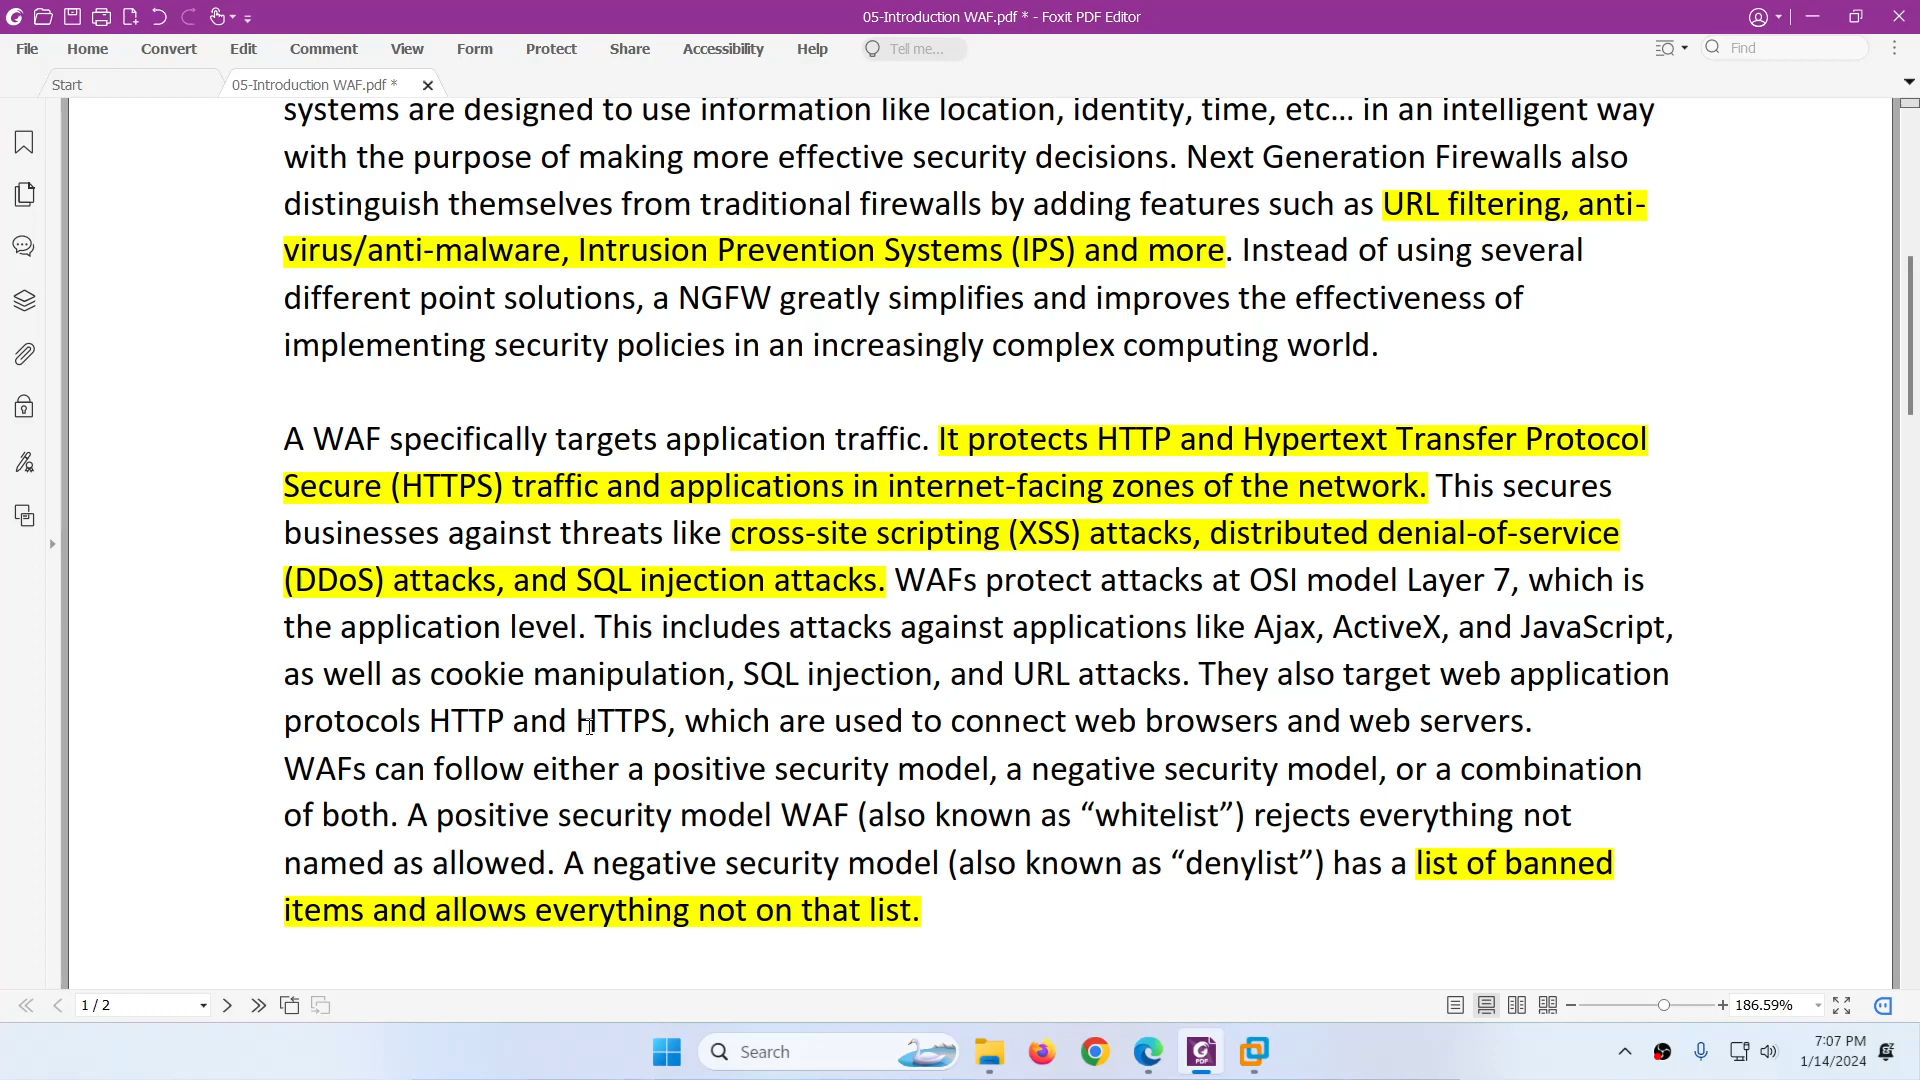 05-Introduction WAF.pdf * - Foxit PDF Editor
File Home Convert Edit Comment View Form Protect Share Accessibility Help Tell me... Find
Start 05-Introduction WAF.pdf *
systems are designed to use information like location, identity, time, etc… in an intelligent way
with the purpose of making more effective security decisions. Next Generation Firewalls also
distinguish themselves from traditional firewalls by adding features such as URL filtering, anti-
virus/anti-malware, Intrusion Prevention Systems (IPS) and more. Instead of using several
different point solutions, a NGFW greatly simplifies and improves the effectiveness of
implementing security policies in an increasingly complex computing world.
A WAF specifically targets application traffic. It protects HTTP and Hypertext Transfer Protocol
Secure (HTTPS) traffic and applications in internet-facing zones of the network. This secures
businesses against threats like cross-site scripting (XSS) attacks, distributed denial-of-service
(DDoS) attacks, and SQL injection attacks. WAFs protect attacks at OSI model Layer 7, which is
the application level. This includes attacks against applications like Ajax, ActiveX, and JavaScript,
as well as cookie manipulation, SQL injection, and URL attacks. They also target web application
protocols HTTP and HTTPS, which are used to connect web browsers and web servers.
WAFs can follow either a positive security model, a negative security model, or a combination
of both. A positive security model WAF (also known as “whitelist”) rejects everything not
named as allowed. A negative security model (also known as “denylist”) has a list of banned
items and allows everything not on that list.
1 / 2 186.59%
Search 7:07 PM
1/14/2024